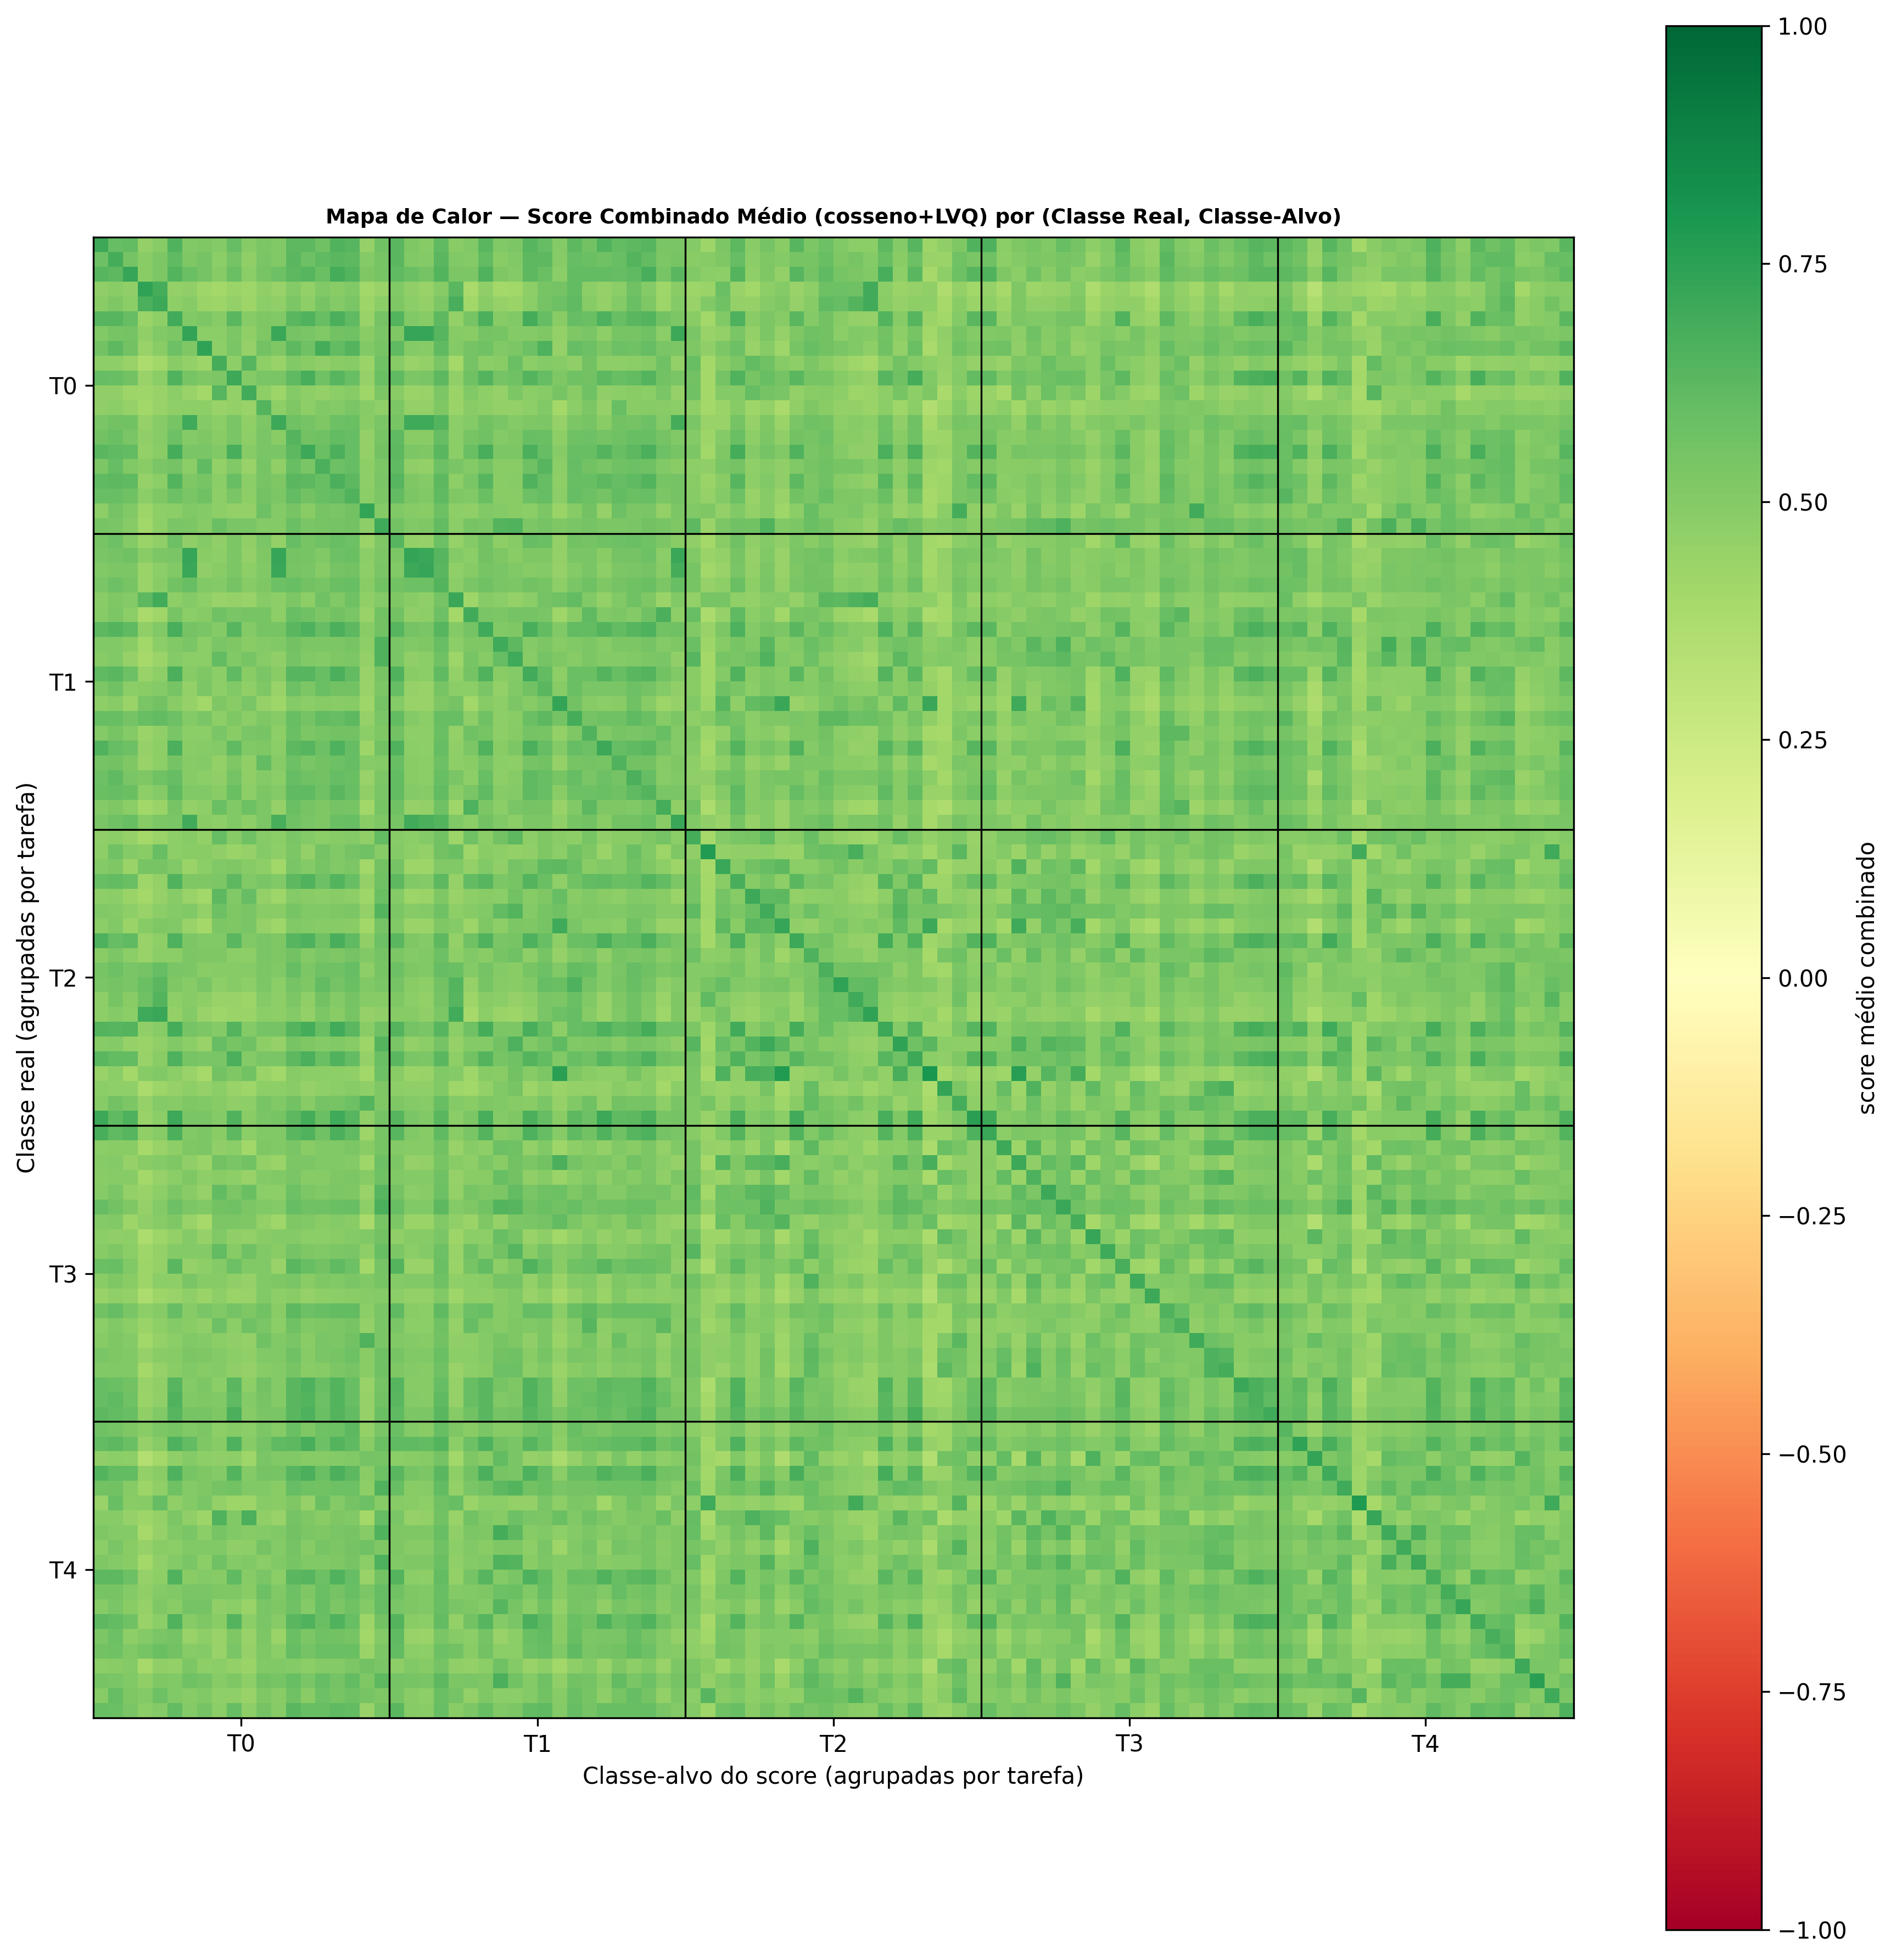 Mapa de Calor — Score Combinado Médio (cosseno+LVQ) por (Classe Real, Classe-Alvo)
Classe real (agrupadas por tarefa)
T0
T1
T2
T3
T4
T0 T1 T2 T3 T4
Classe-alvo do score (agrupadas por tarefa)
1.00
0.75
0.50
0.25
0.00
−0.25
−0.50
−0.75
−1.00
score médio combinado